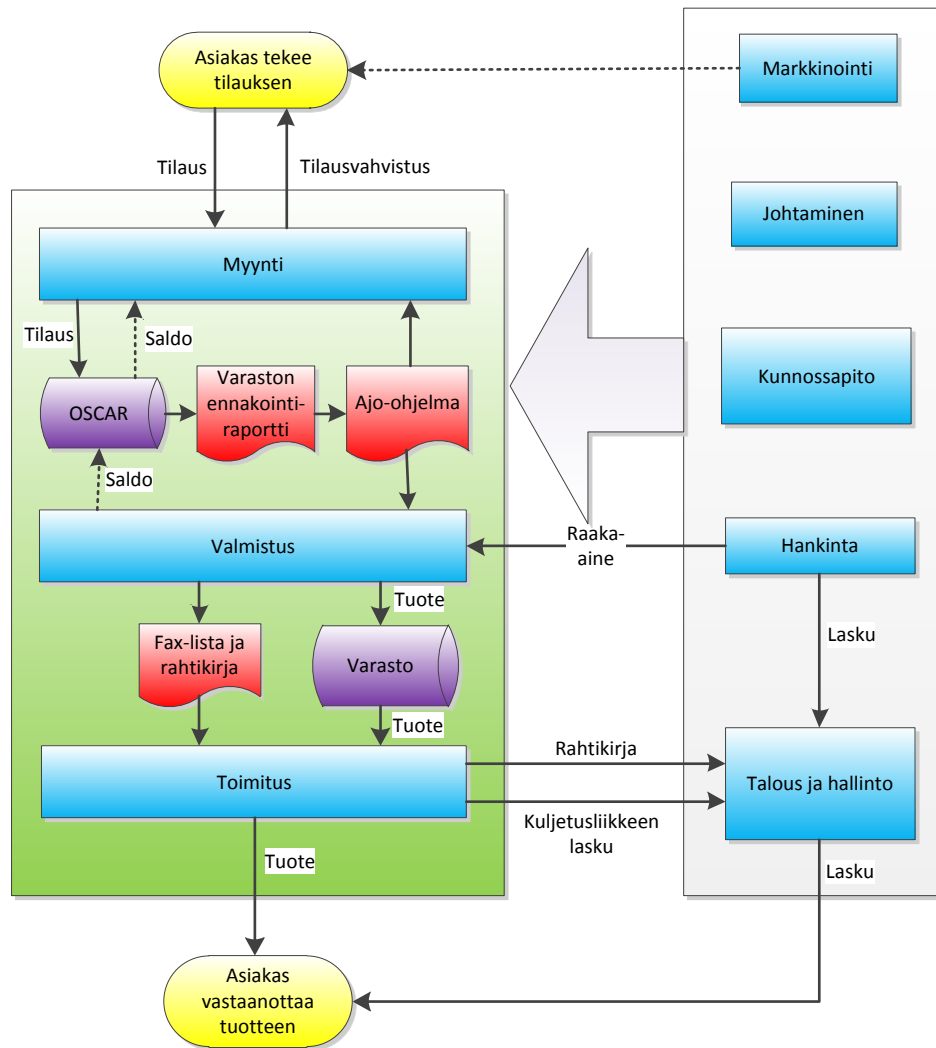 Asiakas tekee
tilauksen
Markkinointi
Tilaus
Tilausvahvistus
Johtaminen
Myynti
Tilaus
Saldo
Varaston
ennakointi-
raportti
Ajo-ohjelma
OSCAR
Kunnossapito
Saldo
Valmistus
Raaka-
aine
Hankinta
Tuote
Fax-lista ja
rahtikirja
Varasto
Lasku
Tuote
Toimitus
Rahtikirja
Talous ja hallinto
Kuljetusliikkeen
lasku
Tuote
Lasku
Asiakas
vastaanottaa
tuotteen